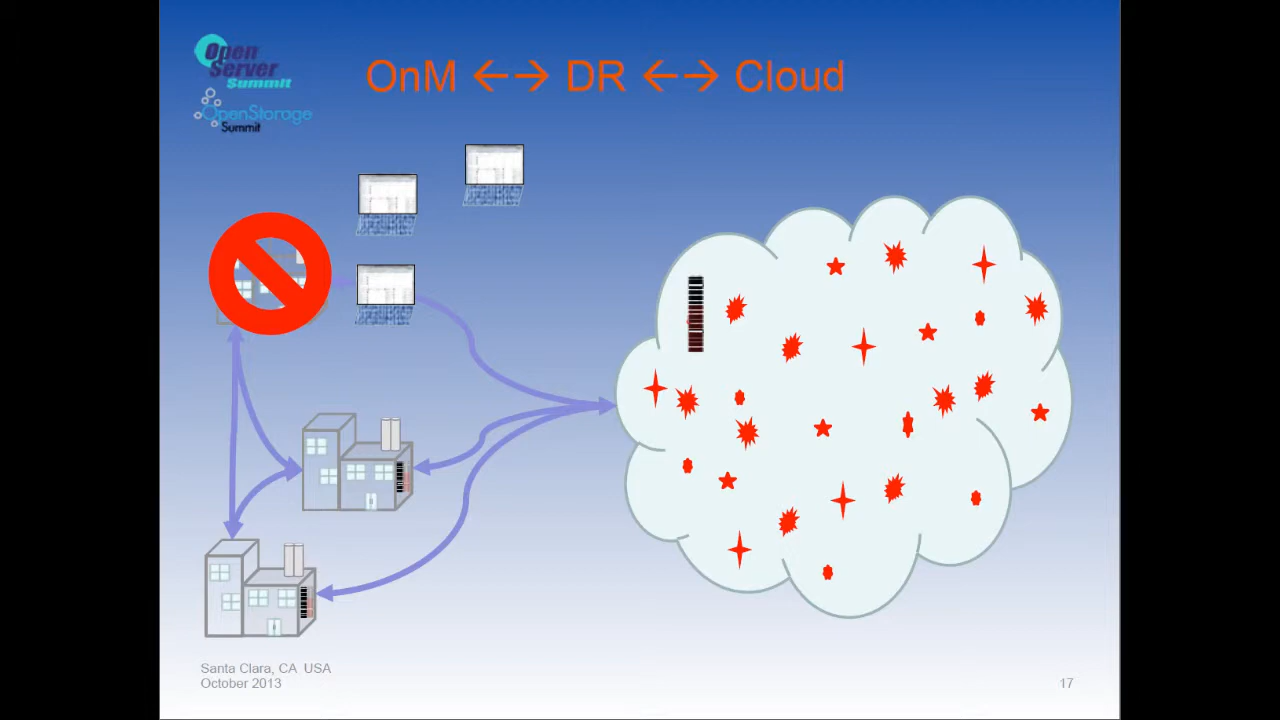 Open
Server
Summit
OpenStorage
Summit
OnM ←→ DR ←→ Cloud
Santa Clara, CA USA
October 2013
17